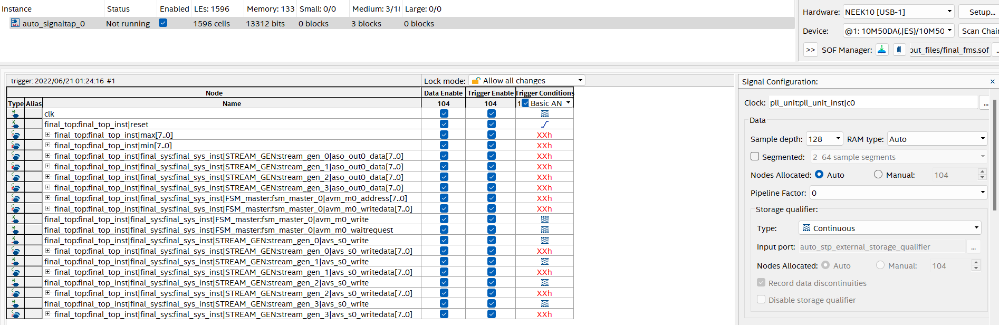 Instance Status Enabled LEs: 1596 Memory: 133 Small: 0/0 Medium: 3/18 Large: 0/0
auto_signaltap_0 Not running 1596 cells 13312 bits 0 blocks 3 blocks 0 blocks
Hardware: NEEK10 [USB-1] Setup...
Device: @1: 10M50DA(.|ES)/10M50 Scan Chain
>> SOF Manager: out_files/final_fms.sof ...
trigger: 2022/06/21 01:24:16 #1 Lock mode: Allow all changes
Node Data Enable Trigger Enable Trigger Conditions
Type Alias Name 104 104 1 Basic AN
clk
final_top:final_top_inst|reset
final_top:final_top_inst|max[7..0] XXh
final_top:final_top_inst|min[7..0] XXh
final_top:final_top_inst|final_sys:final_sys_inst|STREAM_GEN:stream_gen_0|aso_out0_data[7..0] XXh
final_top:final_top_inst|final_sys:final_sys_inst|STREAM_GEN:stream_gen_1|aso_out0_data[7..0] XXh
final_top:final_top_inst|final_sys:final_sys_inst|STREAM_GEN:stream_gen_2|aso_out0_data[7..0] XXh
final_top:final_top_inst|final_sys:final_sys_inst|STREAM_GEN:stream_gen_3|aso_out0_data[7..0] XXh
final_top:final_top_inst|final_sys:final_sys_inst|FSM_master:fsm_master_0|avm_m0_address[7..0] XXh
final_top:final_top_inst|final_sys:final_sys_inst|FSM_master:fsm_master_0|avm_m0_writedata[7..0] XXh
final_top:final_top_inst|final_sys:final_sys_inst|FSM_master:fsm_master_0|avm_m0_write
final_top:final_top_inst|final_sys:final_sys_inst|FSM_master:fsm_master_0|avm_m0_waitrequest
final_top:final_top_inst|final_sys:final_sys_inst|STREAM_GEN:stream_gen_0|avs_s0_write
final_top:final_top_inst|final_sys:final_sys_inst|STREAM_GEN:stream_gen_0|avs_s0_writedata[7..0] XXh
final_top:final_top_inst|final_sys:final_sys_inst|STREAM_GEN:stream_gen_1|avs_s0_write
final_top:final_top_inst|final_sys:final_sys_inst|STREAM_GEN:stream_gen_1|avs_s0_writedata[7..0] XXh
final_top:final_top_inst|final_sys:final_sys_inst|STREAM_GEN:stream_gen_2|avs_s0_write
final_top:final_top_inst|final_sys:final_sys_inst|STREAM_GEN:stream_gen_2|avs_s0_writedata[7..0] XXh
final_top:final_top_inst|final_sys:final_sys_inst|STREAM_GEN:stream_gen_3|avs_s0_write
final_top:final_top_inst|final_sys:final_sys_inst|STREAM_GEN:stream_gen_3|avs_s0_writedata[7..0] XXh
Signal Configuration:
Clock: pll_unit:pll_unit_inst|c0 ...
Data
Sample depth: 128 RAM type: Auto
Segmented: 2 64 sample segments
Nodes Allocated: Auto Manual: 104
Pipeline Factor: 0
Storage qualifier:
Type: Continuous
Input port: auto_stp_external_storage_qualifier ...
Nodes Allocated: Auto Manual: 104
Record data discontinuities
Disable storage qualifier